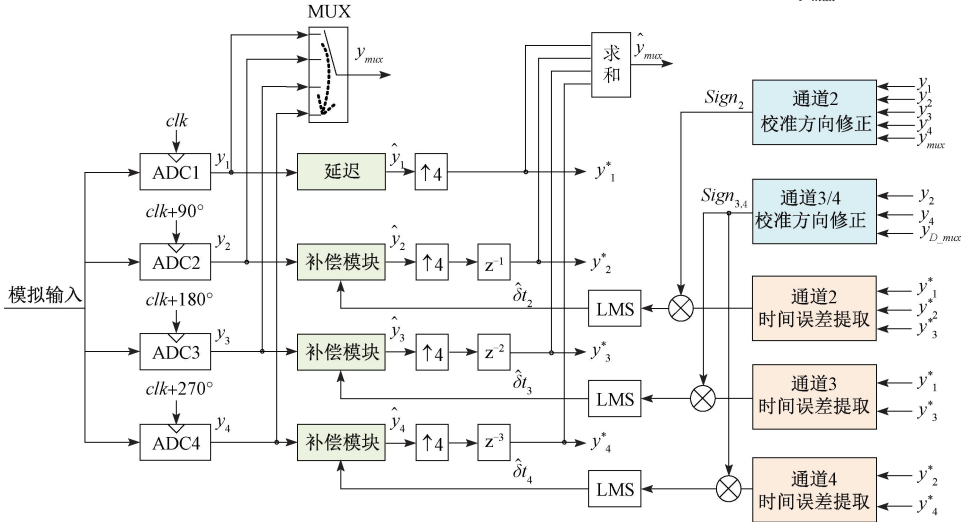 MUX
y_mux
ŷ_mux
求和
clk
ADC1
y_1
延迟
ŷ_1
↑4
y*_1
clk+90°
ADC2
y_2
补偿模块
ŷ_2
↑4
z⁻¹
y*_2
模拟输入
δ̂t_2
LMS
clk+180°
ADC3
y_3
补偿模块
ŷ_3
↑4
z⁻²
y*_3
δ̂t_3
LMS
clk+270°
ADC4
y_4
补偿模块
ŷ_4
↑4
z⁻³
y*_4
δ̂t_4
LMS
Sign_2
通道2
校准方向修正
y_1
y_2
y_3
y_4
y_mux
Sign_3,4
通道3/4
校准方向修正
y_2
y_4
y_D_mux
通道2
时间误差提取
y*_1
y*_2
y*_3
通道3
时间误差提取
y*_1
y*_3
通道4
时间误差提取
y*_2
y*_4